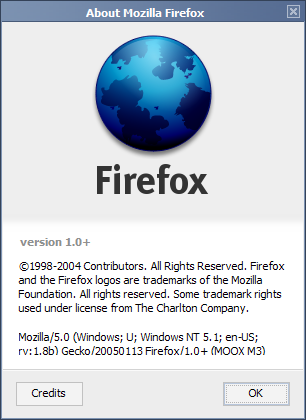 About Mozilla Firefox
Firefox
version 1.0+
©1998-2004 Contributors. All Rights Reserved. Firefox
and the Firefox logos are trademarks of the Mozilla
Foundation. All rights reserved. Some trademark rights
used under license from The Charlton Company.
Mozilla/5.0 (Windows; U; Windows NT 5.1; en-US;
rv:1.8b) Gecko/20050113 Firefox/1.0+ (MOOX M3)
Credits
OK